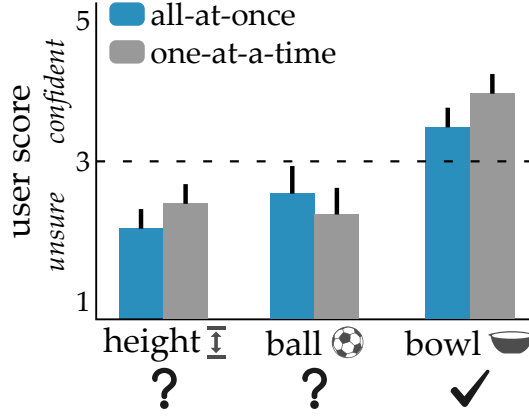 5
all-at-once
one-at-a-time
confident
user score
3
unsure
1
height ball bowl
? ?